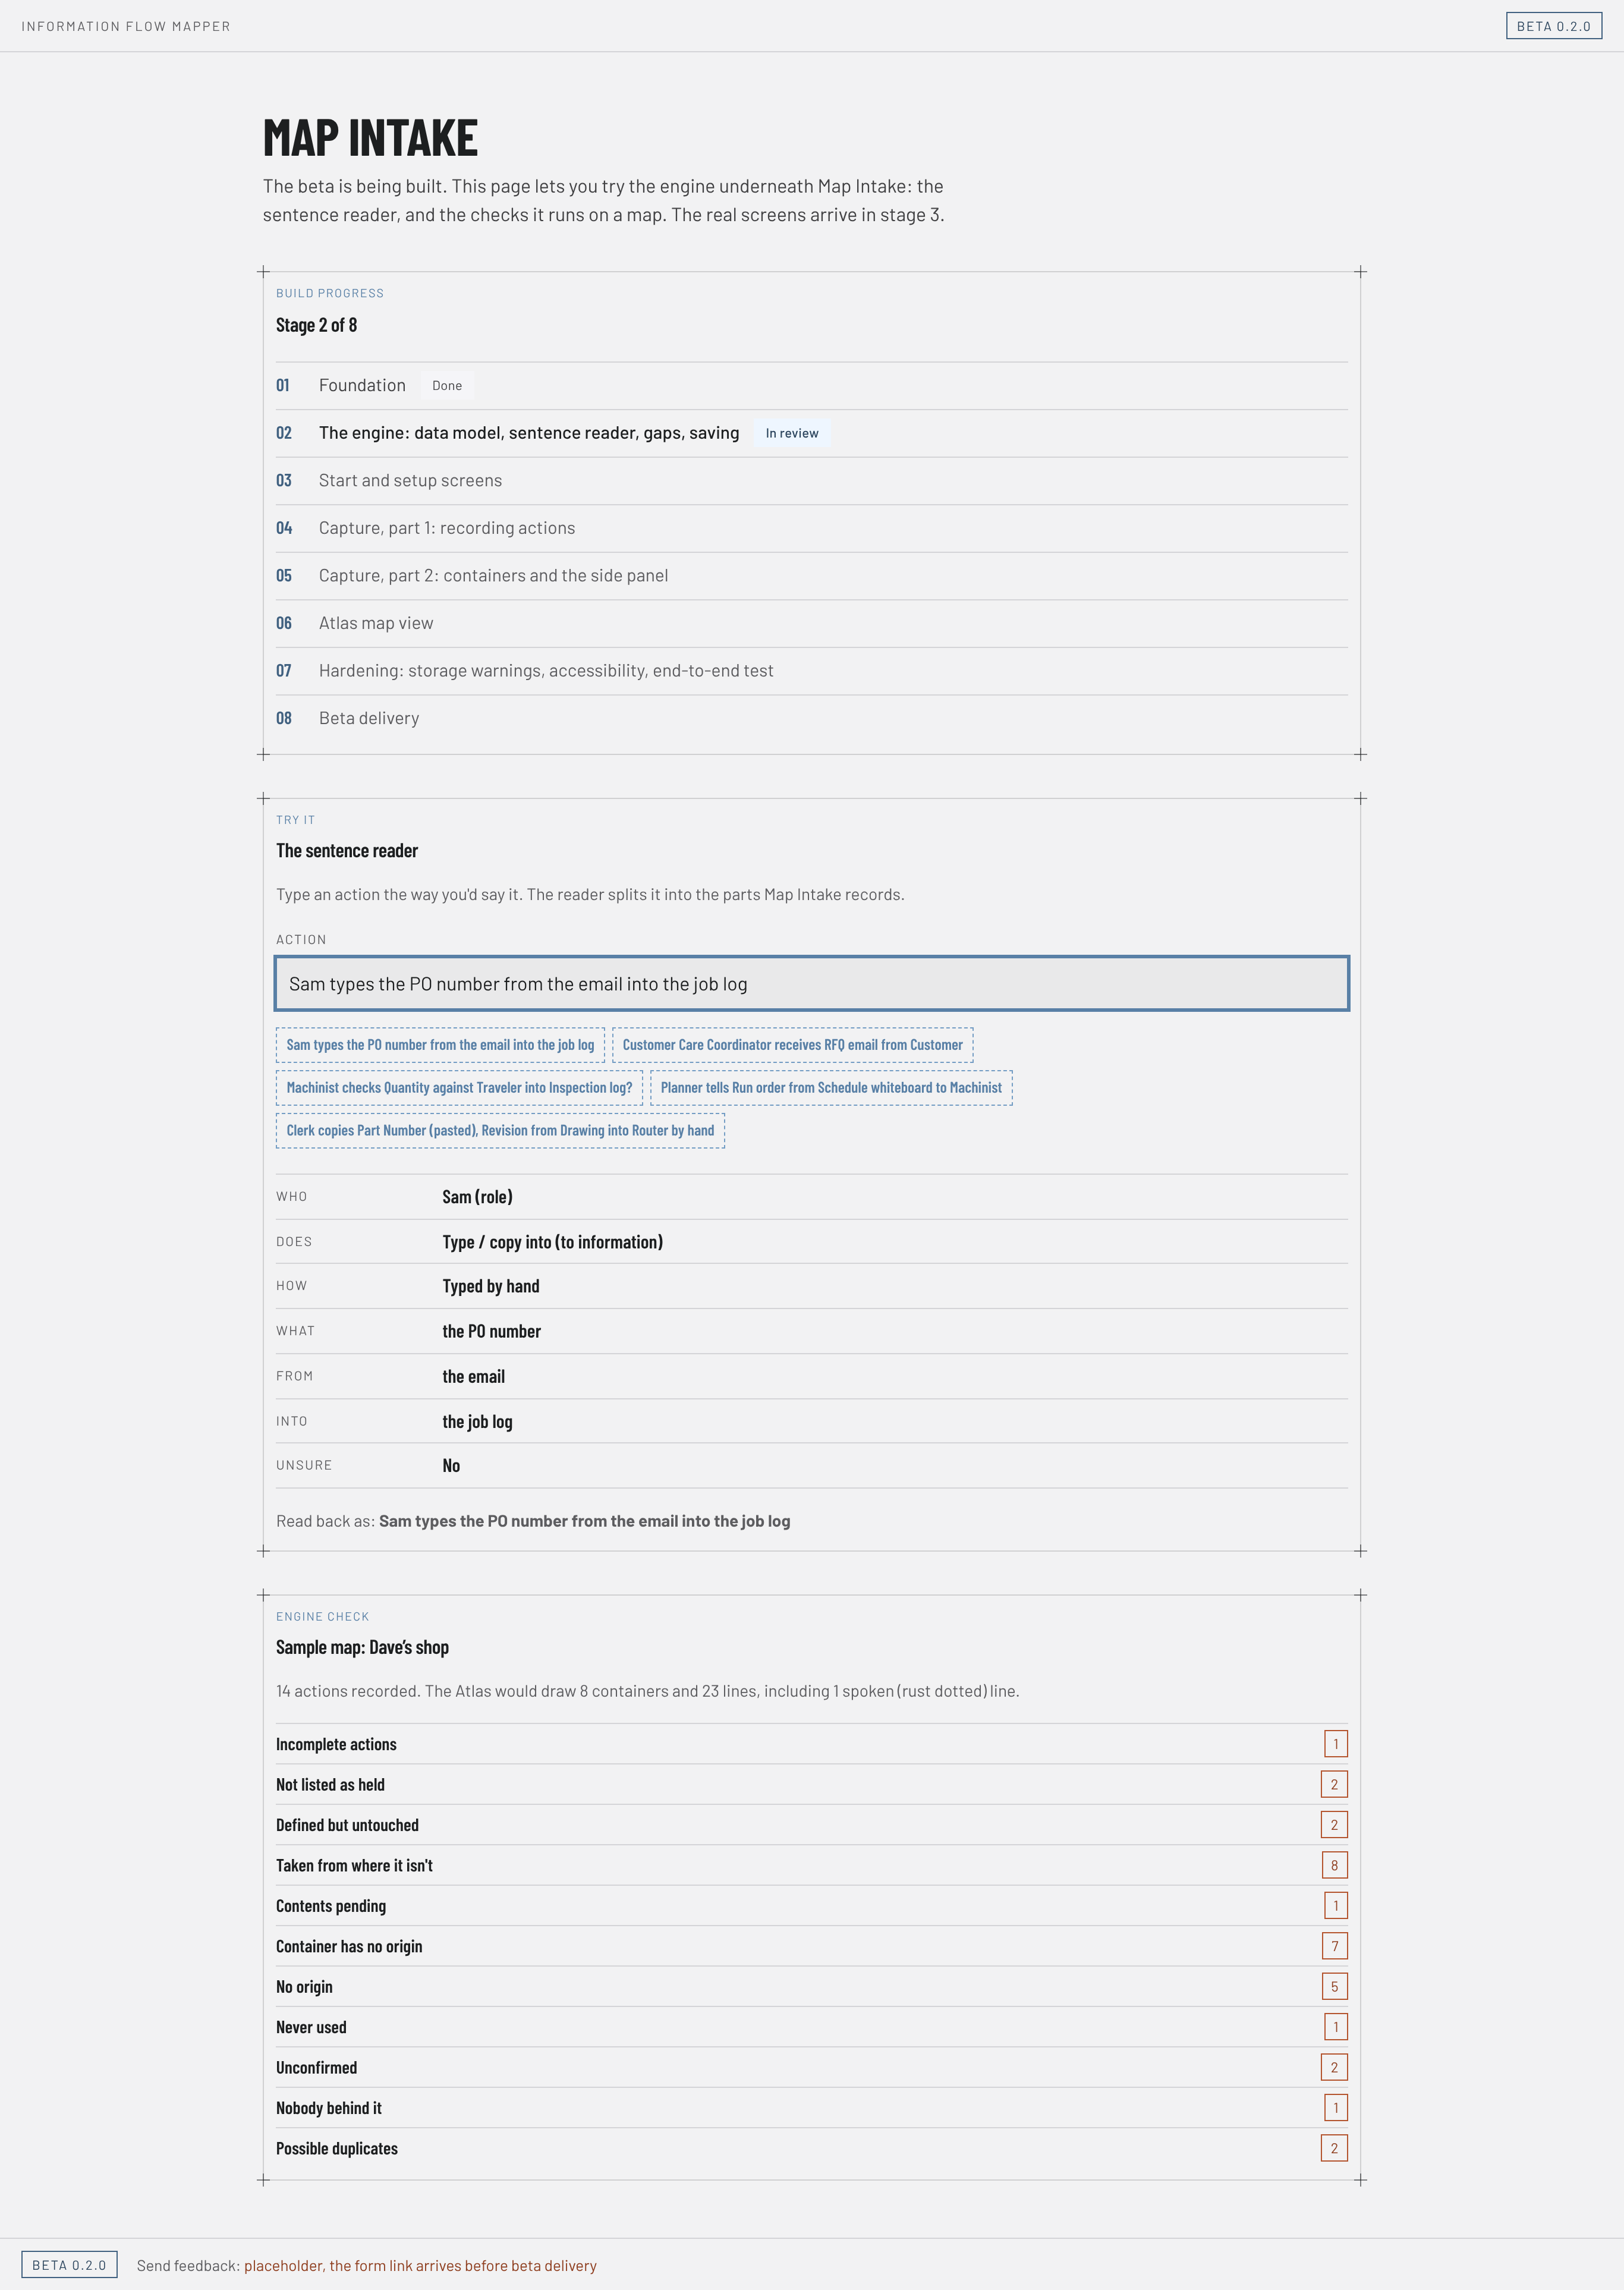 INFORMATION FLOW MAPPER
BETA 0.2.0
MAP INTAKE
The beta is being built. This page lets you try the engine underneath Map Intake: the
sentence reader, and the checks it runs on a map. The real screens arrive in stage 3.
BUILD PROGRESS
Stage 2 of 8
01 Foundation Done
02 The engine: data model, sentence reader, gaps, saving In review
03 Start and setup screens
04 Capture, part 1: recording actions
05 Capture, part 2: containers and the side panel
06 Atlas map view
07 Hardening: storage warnings, accessibility, end-to-end test
08 Beta delivery
TRY IT
The sentence reader
Type an action the way you'd say it. The reader splits it into the parts Map Intake records.
ACTION
Sam types the PO number from the email into the job log
Sam types the PO number from the email into the job log
Customer Care Coordinator receives RFQ email from Customer
Machinist checks Quantity against Traveler into Inspection log?
Planner tells Run order from Schedule whiteboard to Machinist
Clerk copies Part Number (pasted), Revision from Drawing into Router by hand
WHO Sam (role)
DOES Type / copy into (to information)
HOW Typed by hand
WHAT the PO number
FROM the email
INTO the job log
UNSURE No
Read back as: Sam types the PO number from the email into the job log
ENGINE CHECK
Sample map: Dave's shop
14 actions recorded. The Atlas would draw 8 containers and 23 lines, including 1 spoken (rust dotted) line.
Incomplete actions 1
Not listed as held 2
Defined but untouched 2
Taken from where it isn't 8
Contents pending 1
Container has no origin 7
No origin 5
Never used 1
Unconfirmed 2
Nobody behind it 1
Possible duplicates 2
BETA 0.2.0
Send feedback: placeholder, the form link arrives before beta delivery